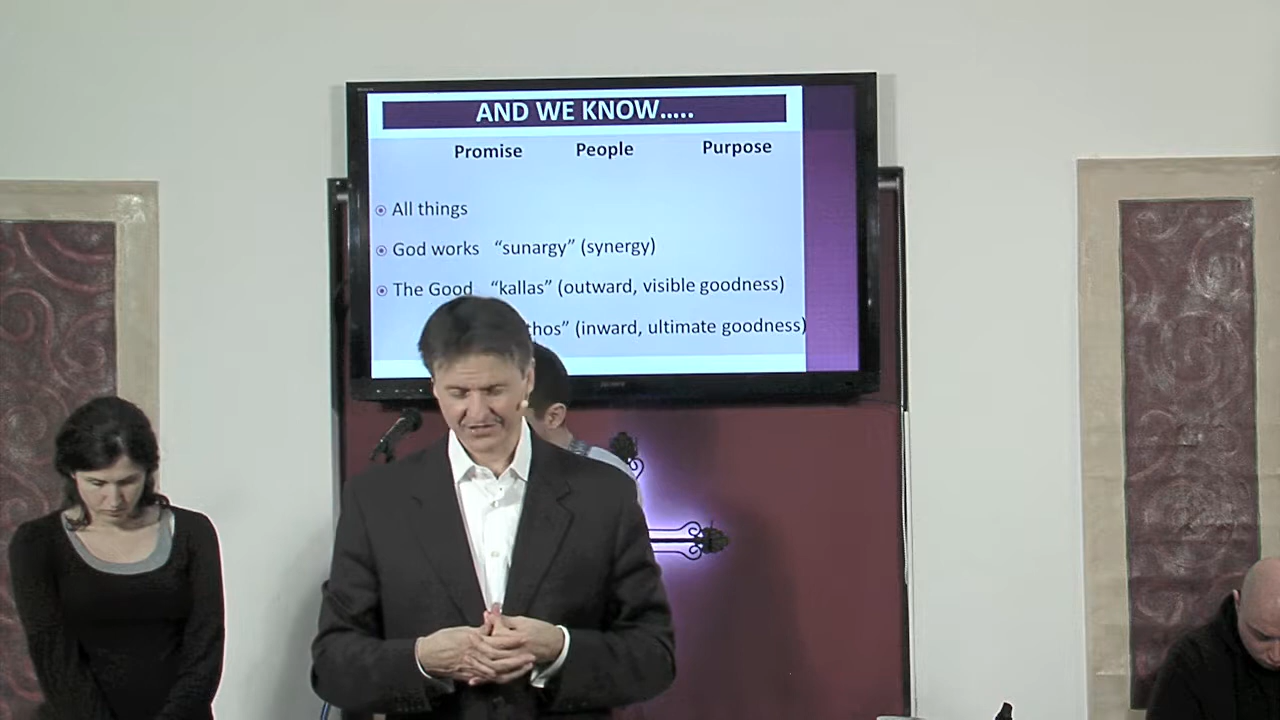 AND WE KNOW.....
Promise People Purpose
All things
God works “sunargy” (synergy)
The Good “kallas” (outward, visible goodness)
thos” (inward, ultimate goodness)